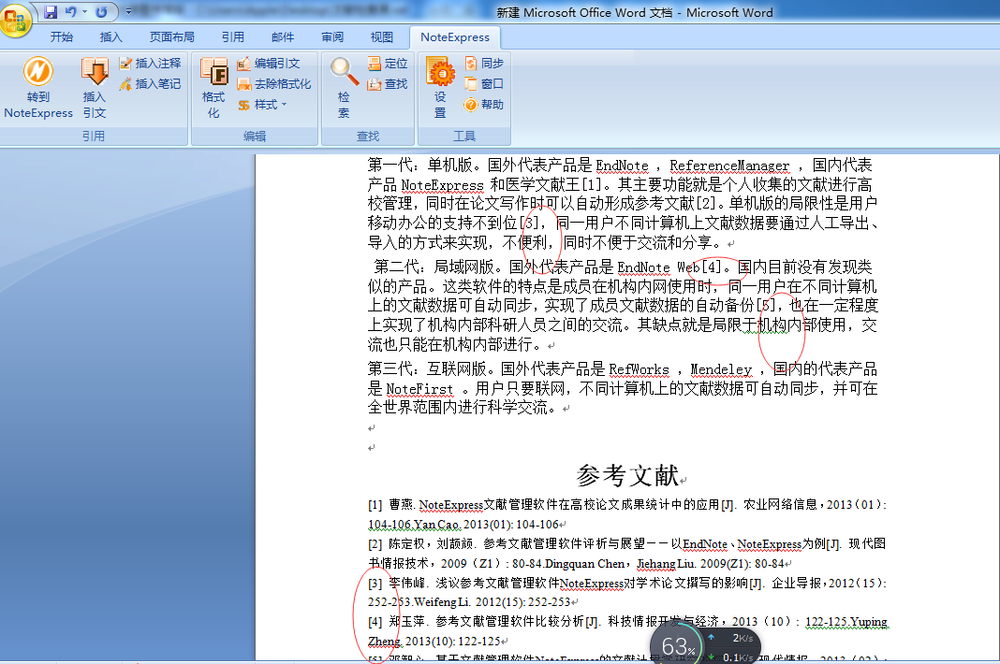 新建 Microsoft Office Word 文档 - Microsoft Word
开始 插入 页面布局 引用 邮件 审阅 视图 NoteExpress
转到 NoteExpress
插入 引文
插入注释
插入笔记
引用
格式化
编辑引文
去除格式化
样式
编辑
检索
定位
查找
查找
设置
同步
窗口
帮助
工具
第一代：单机版。国外代表产品是EndNote ，ReferenceManager ，国内代表
产品 NoteExpress 和医学文献王[1]。其主要功能就是个人收集的文献进行高
校管理，同时在论文写作时可以自动形成参考文献[2]。单机版的局限性是用户
移动办公的支持不到位[3]，同一用户不同计算机上文献数据要通过人工导出、
导入的方式来实现，不便利，同时不便于交流和分享。
第二代：局域网版。国外代表产品是 EndNote Web[4]。国内目前没有发现类
似的产品。这类软件的特点是成员在机构内网使用时，同一用户在不同计算机
上的文献数据可自动同步，实现了成员文献数据的自动备份[5]，也在一定程度
上实现了机构内部科研人员之间的交流。其缺点就是局限于机构内部使用，交
流也只能在机构内部进行。
第三代：互联网版。国外代表产品是 RefWorks ，Mendeley ，国内的代表产品
是 NoteFirst 。用户只要联网，不同计算机上的文献数据可自动同步，并可在
全世界范围内进行科学交流。
参考文献
[1] 曹燕. NoteExpress文献管理软件在高校论文成果统计中的应用[J]. 农业网络信息，2013（01）:
104-106.Yan Cao. 2013(01): 104-106
[2] 陈定权，刘颉颃. 参考文献管理软件评析与展望——以EndNote、NoteExpress为例[J]. 现代图
书情报技术，2009（Z1）: 80-84.Dingquan Chen，Jiehang Liu. 2009(Z1): 80-84
[3] 李伟峰. 浅议参考文献管理软件NoteExpress对学术论文撰写的影响[J]. 企业导报，2012（15）:
252-253.Weifeng Li. 2012(15): 252-253
[4] 郑玉萍. 参考文献管理软件比较分析[J]. 科技情报开发与经济，2013（10）: 122-125.Yuping
Zheng. 2013(10): 122-125
63%
2K/s
0.1K/s